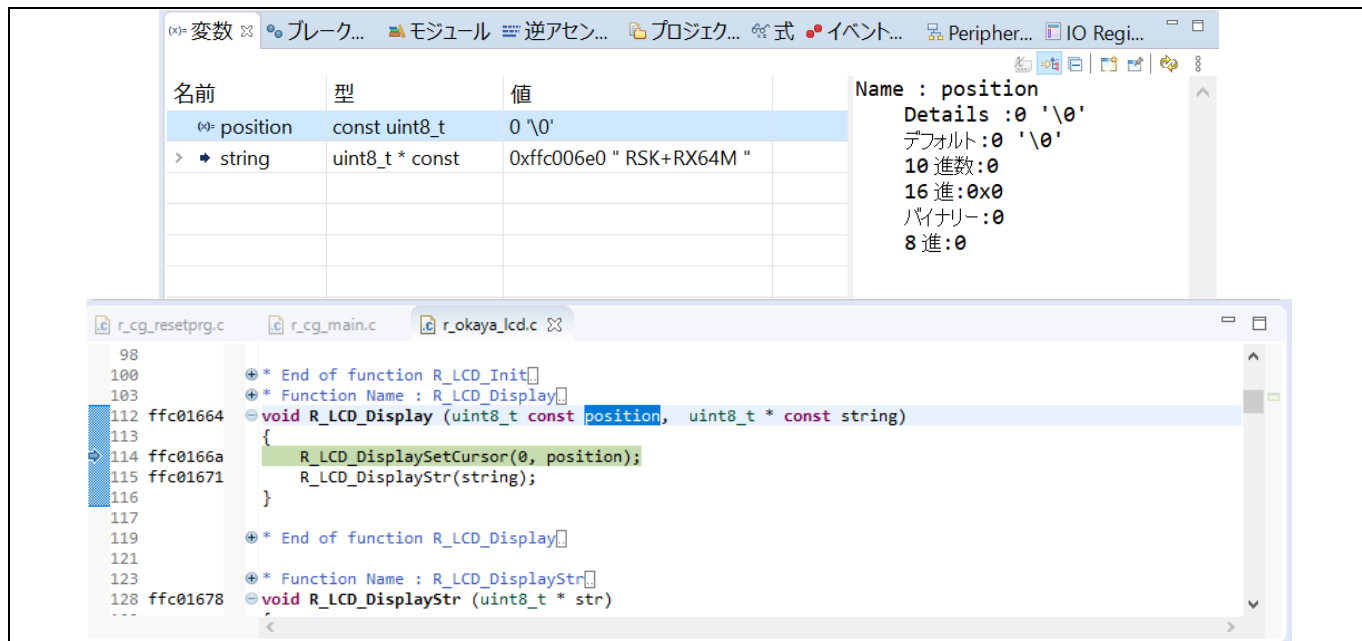 (x)= 変数 ブレーク... モジュール 逆アセン... プロジェク... 式 イベント... Peripher... IO Regi...
名前 型 値
(x)= position const uint8_t 0 '\0'
> string uint8_t * const 0xffc006e0 " RSK+RX64M "
Name : position
Details :0 '\0'
デフォルト:0 '\0'
10 進数:0
16 進:0x0
バイナリー:0
8 進:0
r_cg_resetprg.c r_cg_main.c r_okaya_lcd.c
98
100 * End of function R_LCD_Init..
103 * Function Name : R_LCD_Display..
112 ffc01664 void R_LCD_Display (uint8_t const position, uint8_t * const string)
113 {
114 ffc0166a R_LCD_DisplaySetCursor(0, position);
115 ffc01671 R_LCD_DisplayStr(string);
116 }
117
119 * End of function R_LCD_Display..
121
123 * Function Name : R_LCD_DisplayStr..
128 ffc01678 void R_LCD_DisplayStr (uint8_t * str)